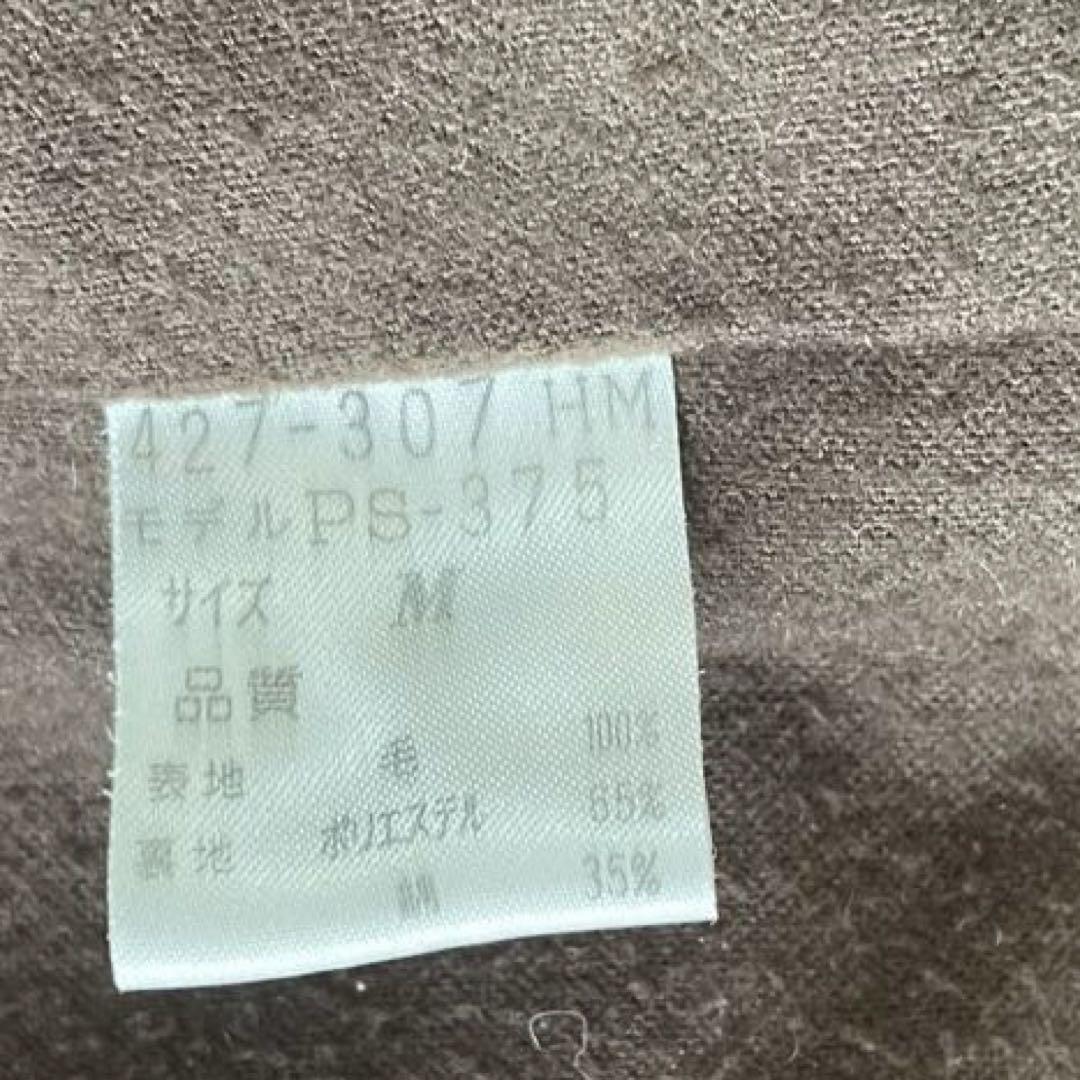 427-307 HM
モデルPS-375
サイズ M
品質
表地 毛 100%
裏地 ポリエステル 65%
綿 35%